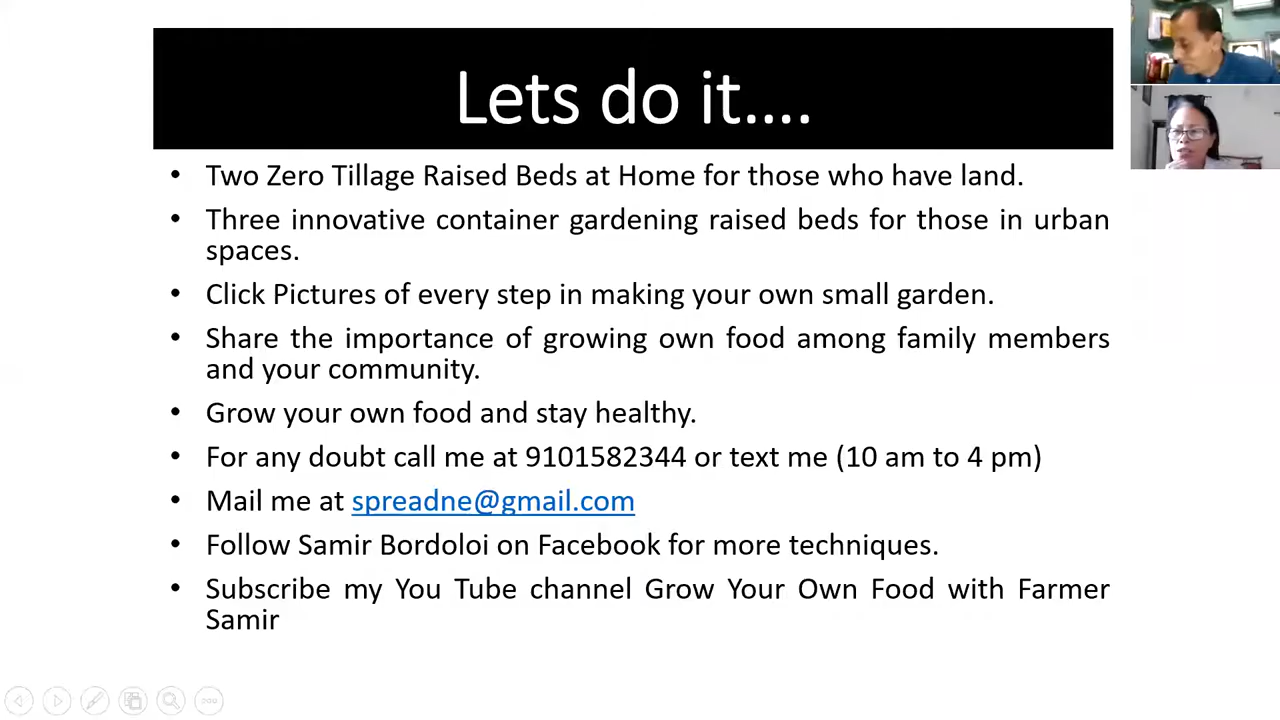 Lets do it....
• Two Zero Tillage Raised Beds at Home for those who have land.
• Three innovative container gardening raised beds for those in urban
spaces.
• Click Pictures of every step in making your own small garden.
• Share the importance of growing own food among family members
and your community.
• Grow your own food and stay healthy.
• For any doubt call me at 9101582344 or text me (10 am to 4 pm)
• Mail me at spreadne@gmail.com
• Follow Samir Bordoloi on Facebook for more techniques.
• Subscribe my You Tube channel Grow Your Own Food with Farmer
Samir